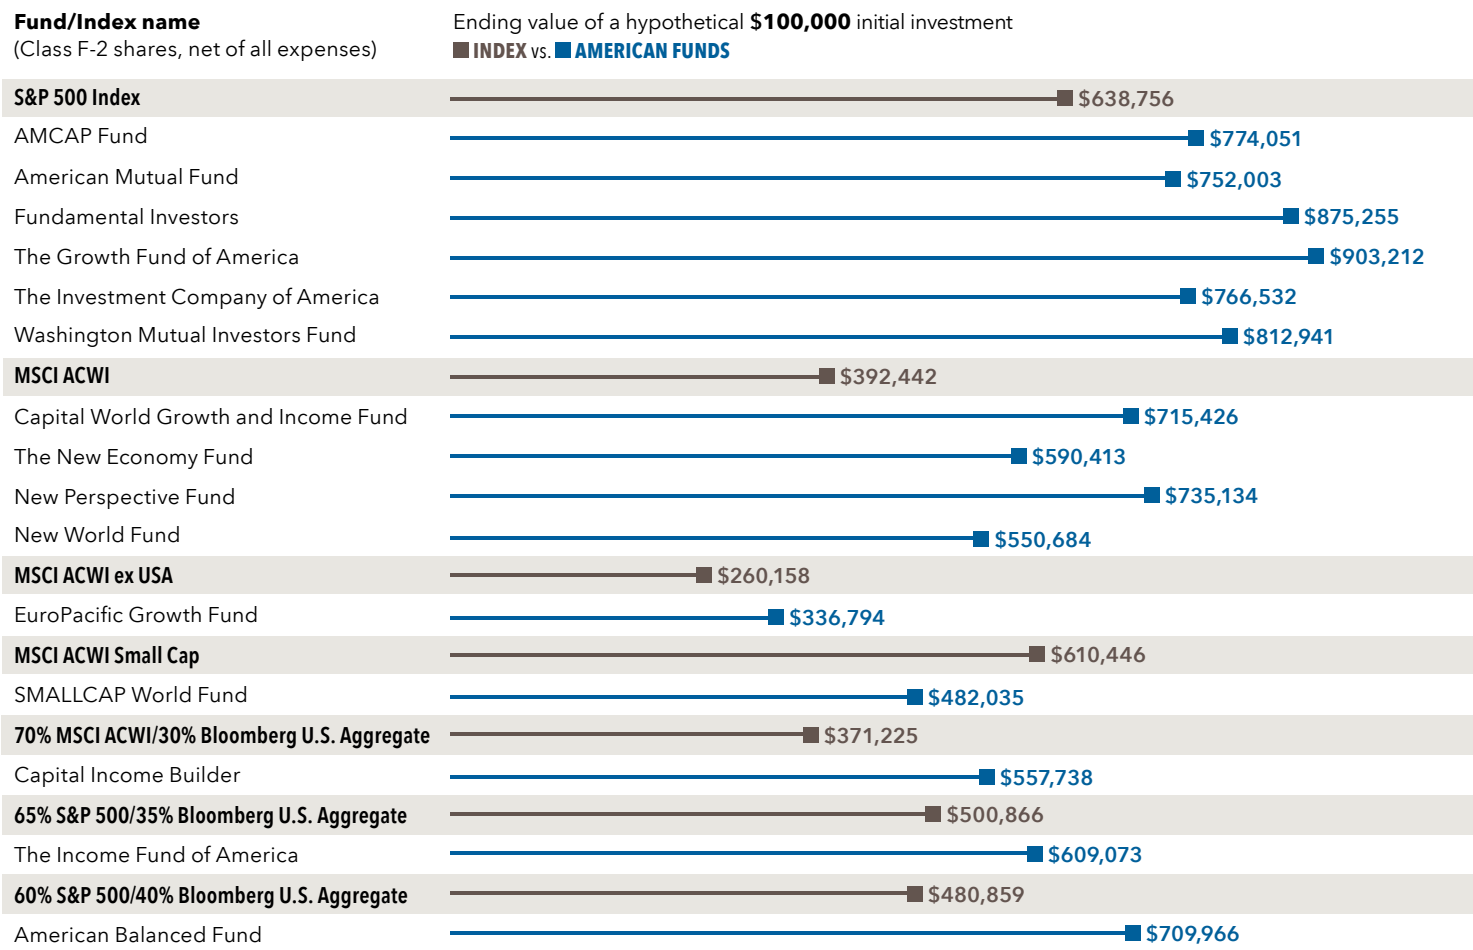 Fund/Index name
(Class F-2 shares, net of all expenses)
Ending value of a hypothetical $100,000 initial investment
INDEX vs. AMERICAN FUNDS
S&P 500 Index $638,756
AMCAP Fund $774,051
American Mutual Fund $752,003
Fundamental Investors $875,255
The Growth Fund of America $903,212
The Investment Company of America $766,532
Washington Mutual Investors Fund $812,941
MSCI ACWI $392,442
Capital World Growth and Income Fund $715,426
The New Economy Fund $590,413
New Perspective Fund $735,134
New World Fund $550,684
MSCI ACWI ex USA $260,158
EuroPacific Growth Fund $336,794
MSCI ACWI Small Cap $610,446
SMALLCAP World Fund $482,035
70% MSCI ACWI/30% Bloomberg U.S. Aggregate $371,225
Capital Income Builder $557,738
65% S&P 500/35% Bloomberg U.S. Aggregate $500,866
The Income Fund of America $609,073
60% S&P 500/40% Bloomberg U.S. Aggregate $480,859
American Balanced Fund $709,966